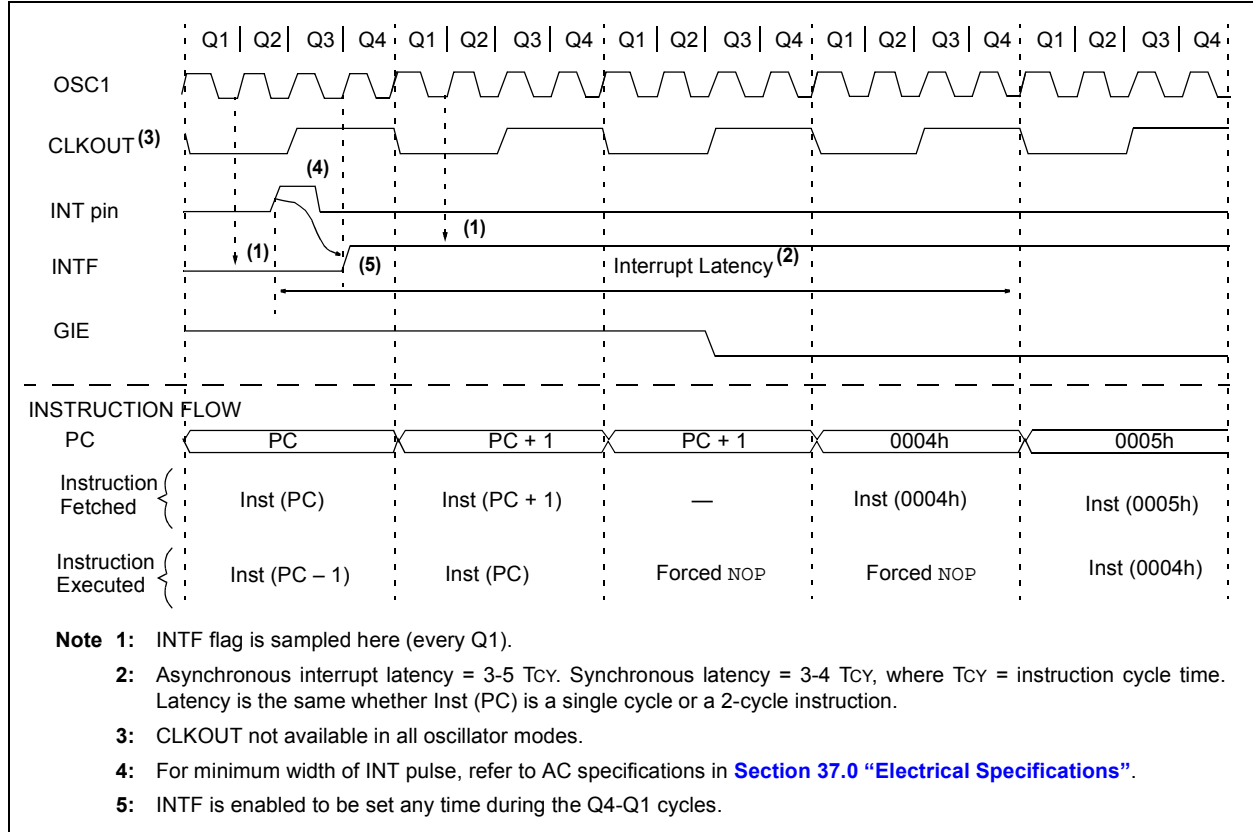 Q1 Q2 Q3 Q4 Q1 Q2 Q3 Q4 Q1 Q2 Q3 Q4 Q1 Q2 Q3 Q4 Q1 Q2 Q3 Q4
OSC1
CLKOUT (3)
(4)
INT pin
(1)
(1)
INTF
(5)
Interrupt Latency (2)
GIE
INSTRUCTION FLOW
PC PC PC + 1 PC + 1 0004h 0005h
Instruction
Fetched
Inst (PC) Inst (PC + 1) — Inst (0004h) Inst (0005h)
Instruction
Executed
Inst (PC – 1) Inst (PC) Forced NOP Forced NOP Inst (0004h)
Note 1: INTF flag is sampled here (every Q1).
2: Asynchronous interrupt latency = 3-5 TCY. Synchronous latency = 3-4 TCY, where TCY = instruction cycle time.
Latency is the same whether Inst (PC) is a single cycle or a 2-cycle instruction.
3: CLKOUT not available in all oscillator modes.
4: For minimum width of INT pulse, refer to AC specifications in Section 37.0 “Electrical Specifications”.
5: INTF is enabled to be set any time during the Q4-Q1 cycles.